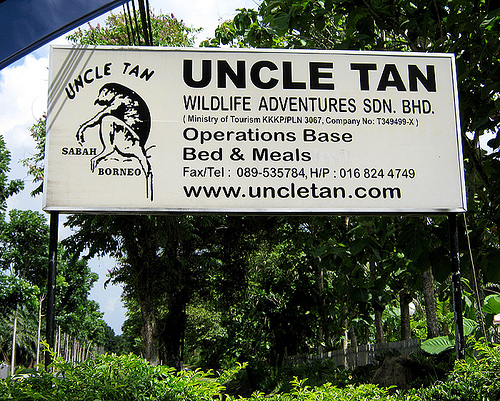 UNCLE TAN
SABAH
BORNEO
UNCLE TAN
WILDLIFE ADVENTURES SDN. BHD.
( Ministry of Tourism KKKP/PLN 3067, Company No: T349499-X )
Operations Base
Bed & Meals
Fax/Tel : 089-535784, H/P : 016 824 4749
www.uncletan.com